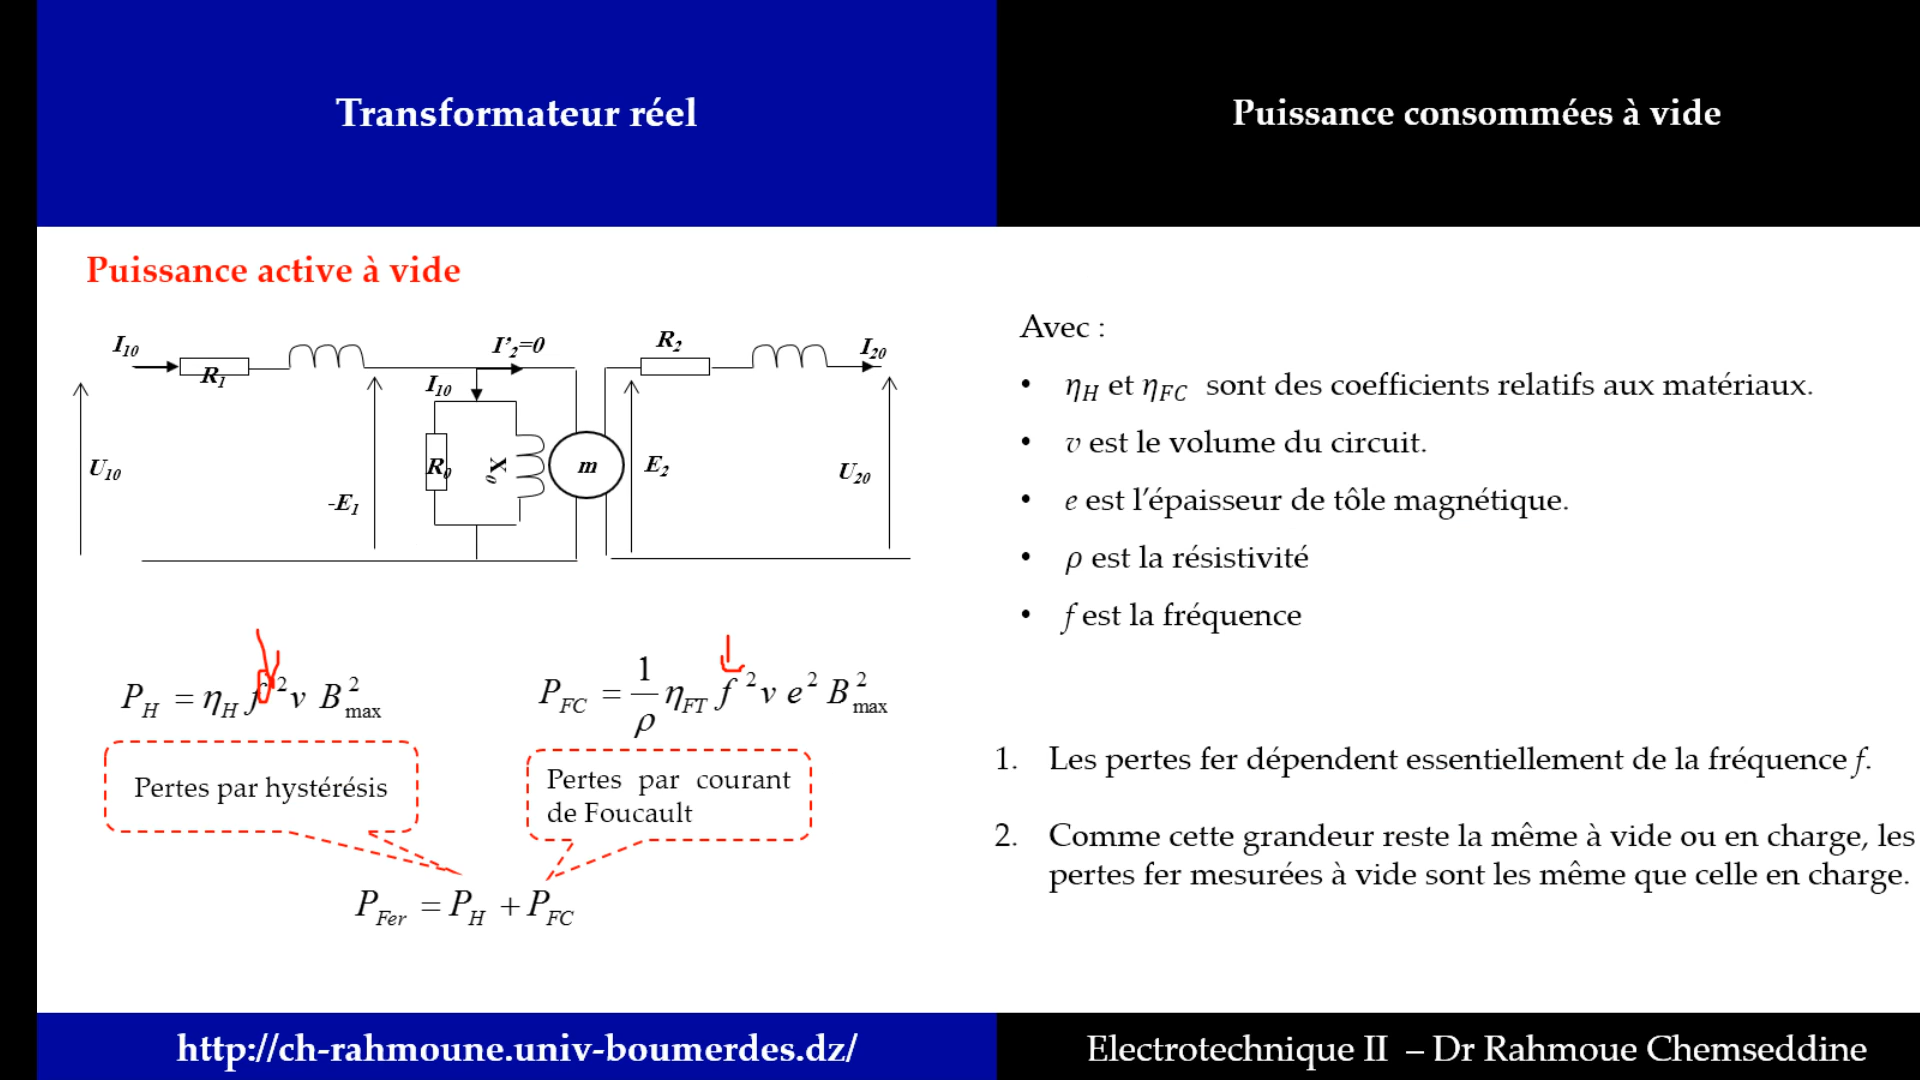 Transformateur réel
Puissance consommées à vide
Puissance active à vide
I10
R1
I'2=0
I10
R2
I20
U10
-E1
R0
X0
m
E2
U20
P_H = η_H f² v B²max
P_FC = 1/ρ η_FT f² v e² B²max
Pertes par hystérésis
Pertes par courant
de Foucault
P_Fer = P_H + P_FC
Avec :
• η_H et η_FC sont des coefficients relatifs aux matériaux.
• v est le volume du circuit.
• e est l’épaisseur de tôle magnétique.
• ρ est la résistivité
• f est la fréquence
1. Les pertes fer dépendent essentiellement de la fréquence f.
2. Comme cette grandeur reste la même à vide ou en charge, les
pertes fer mesurées à vide sont les même que celle en charge.
http://ch-rahmoune.univ-boumerdes.dz/
Electrotechnique II – Dr Rahmoue Chemseddine